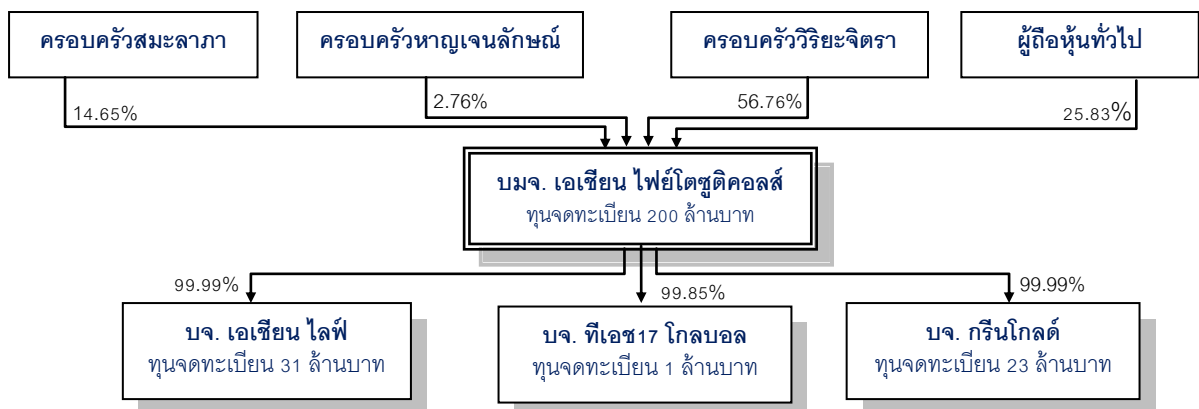 ครอบครัวสมะลาภา
ครอบครัวหาญเจนลักษณ์
ครอบครัววิริยะจิตรา
ผู้ถือหุ้นทั่วไป
14.65%
2.76%
56.76%
25.83%
บมจ. เอเชียน ไฟย์โตซูติคอลส์
ทุนจดทะเบียน 200 ล้านบาท
99.99%
99.85%
99.99%
บจ. เอเชียน ไลฟ์
ทุนจดทะเบียน 31 ล้านบาท
บจ. ทีเอช17 โกลบอล
ทุนจดทะเบียน 1 ล้านบาท
บจ. กรีนโกลด์
ทุนจดทะเบียน 23 ล้านบาท